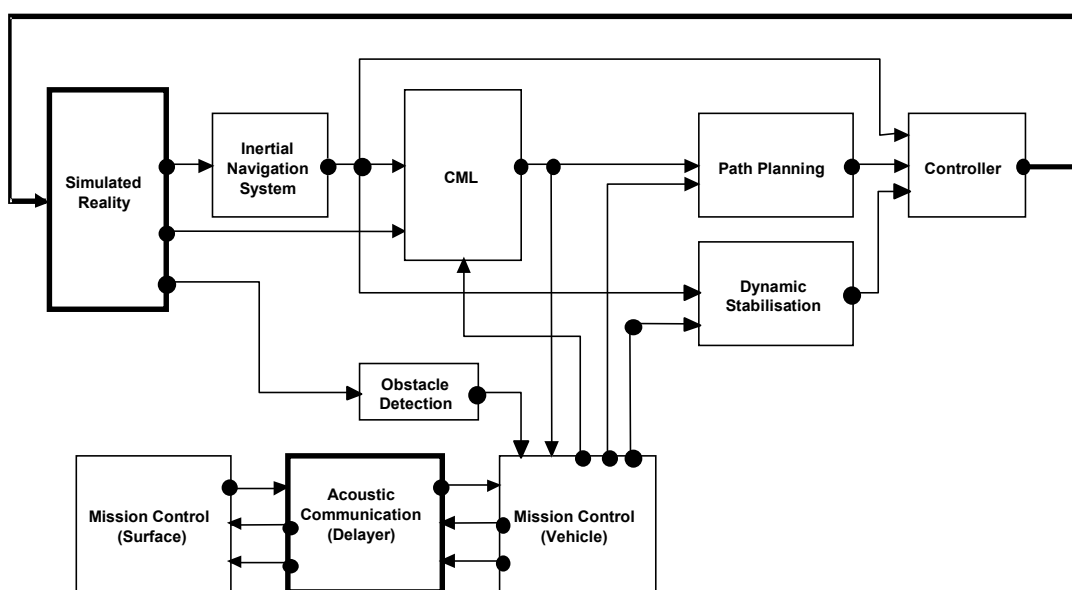 Simulated
Reality
Inertial
Navigation
System
CML
Path Planning
Controller
Dynamic
Stabilisation
Obstacle
Detection
Mission Control
(Surface)
Acoustic
Communication
(Delayer)
Mission Control
(Vehicle)